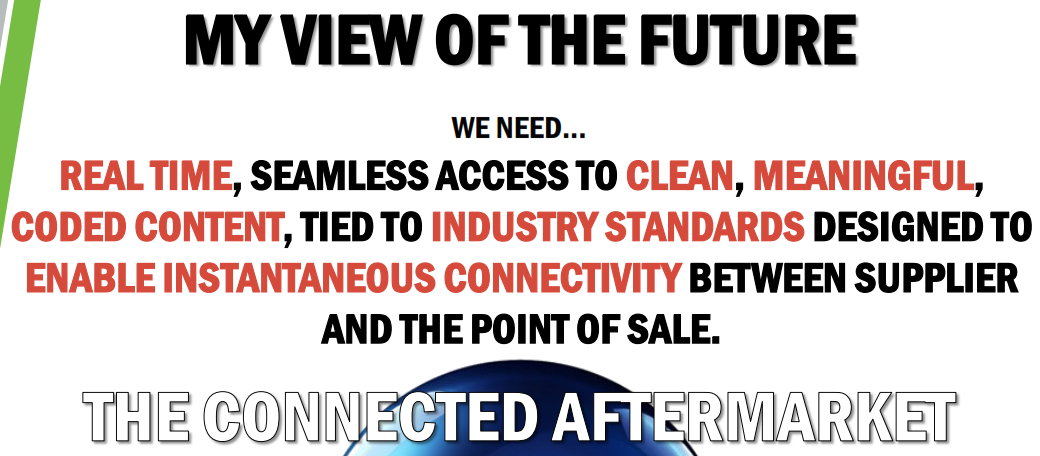 MY VIEW OF THE FUTURE
WE NEED...
REAL TIME, SEAMLESS ACCESS TO CLEAN, MEANINGFUL,
CODED CONTENT, TIED TO INDUSTRY STANDARDS DESIGNED TO
ENABLE INSTANTANEOUS CONNECTIVITY BETWEEN SUPPLIER
AND THE POINT OF SALE.
THE CONNECTED AFTERMARKET